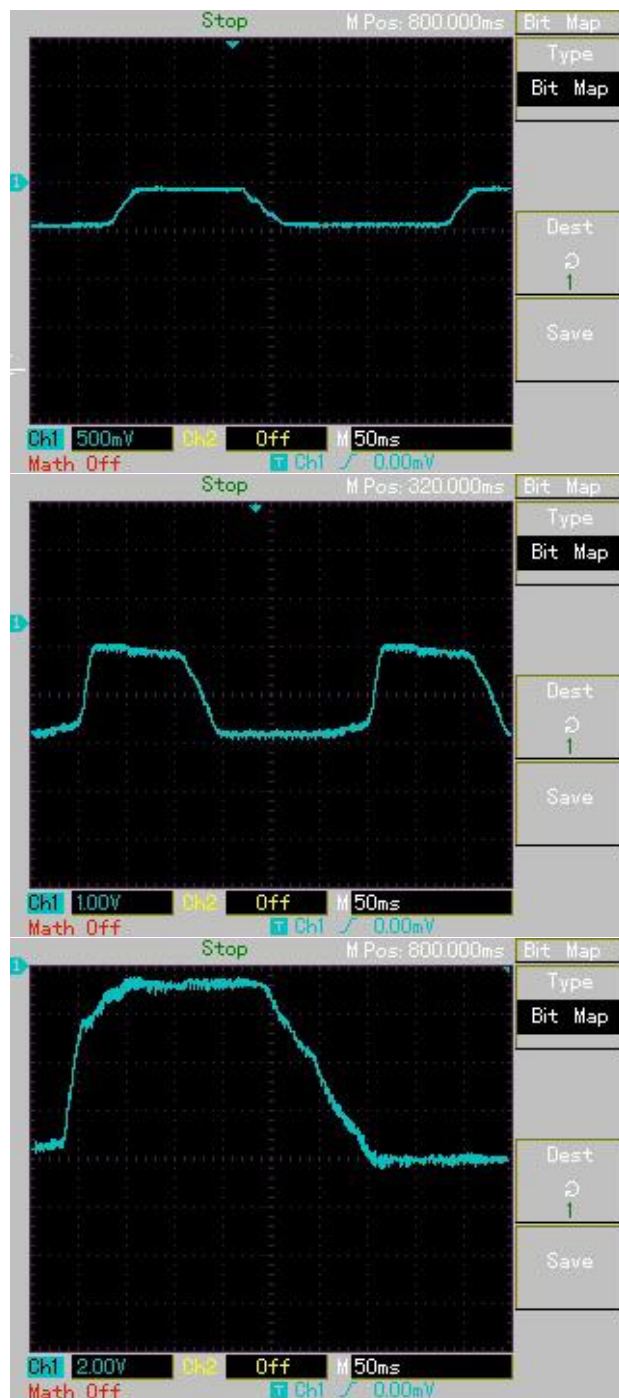 Stop M Pos: 800.000ms Bit Map
Type
Bit Map
1
Dest
1
Save
Ch1 500mV Ch2 Off M 50ms
Math Off T Ch1 0.00mV
Stop M Pos: 320.000ms Bit Map
Type
Bit Map
1
Dest
1
Save
Ch1 1.00V Ch2 Off M 50ms
Math Off T Ch1 0.00mV
Stop M Pos: 800.000ms Bit Map
1
Type
Bit Map
Dest
1
Save
Ch1 2.00V Ch2 Off M 50ms
Math Off T Ch1 0.00mV